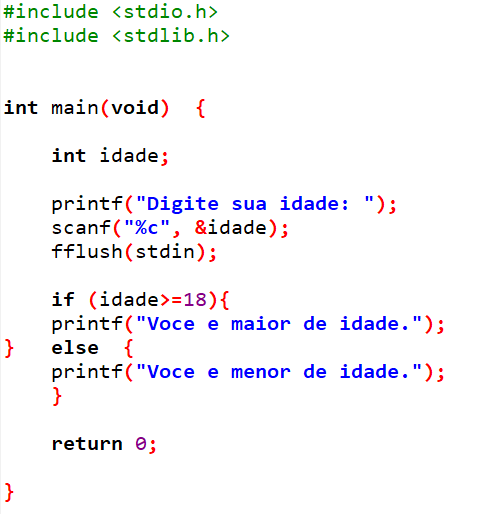 #include <stdio.h>
#include <stdlib.h>
int main(void)  {
    int idade;
    printf("Digite sua idade: ");
    scanf("%c", &idade);
    fflush(stdin);
    if (idade>=18){
    printf("Voce e maior de idade.");
}   else  {
    printf("Voce e menor de idade.");
    }
    return 0;
}